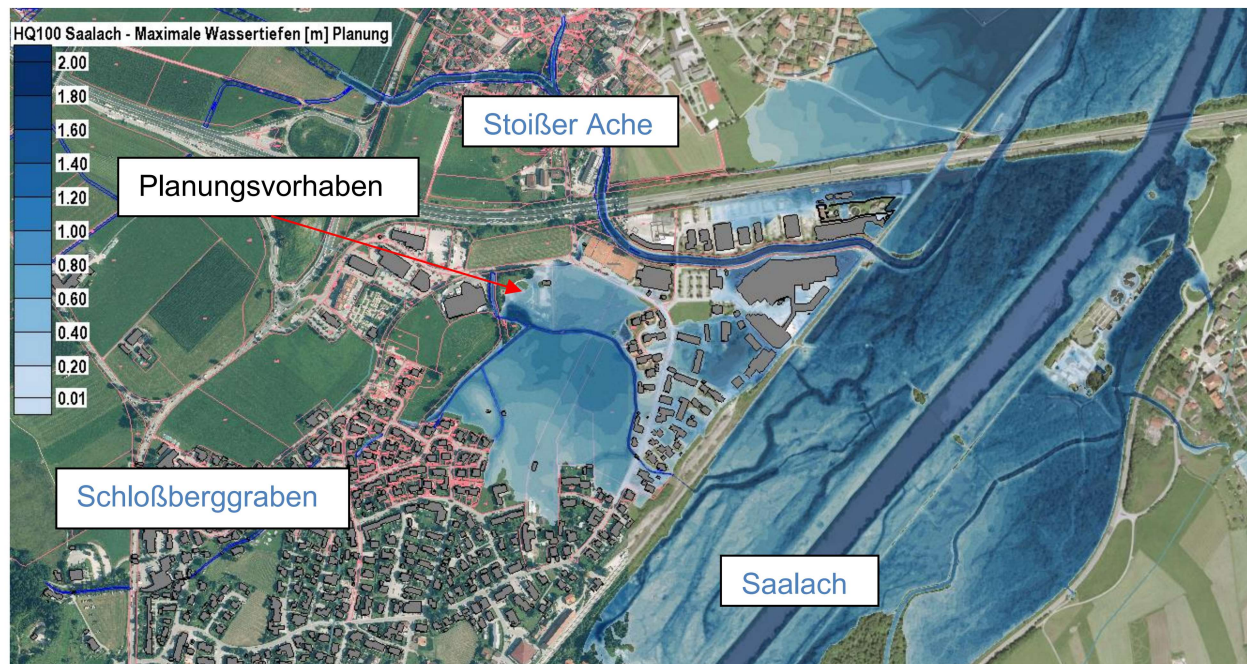 HQ100 Saalach - Maximale Wassertiefen [m] Planung
2.00
1.80
1.60
1.40
1.20
1.00
0.80
0.60
0.40
0.20
0.01
Stoißer Ache
Planungsvorhaben
Schloßberggraben
Saalach